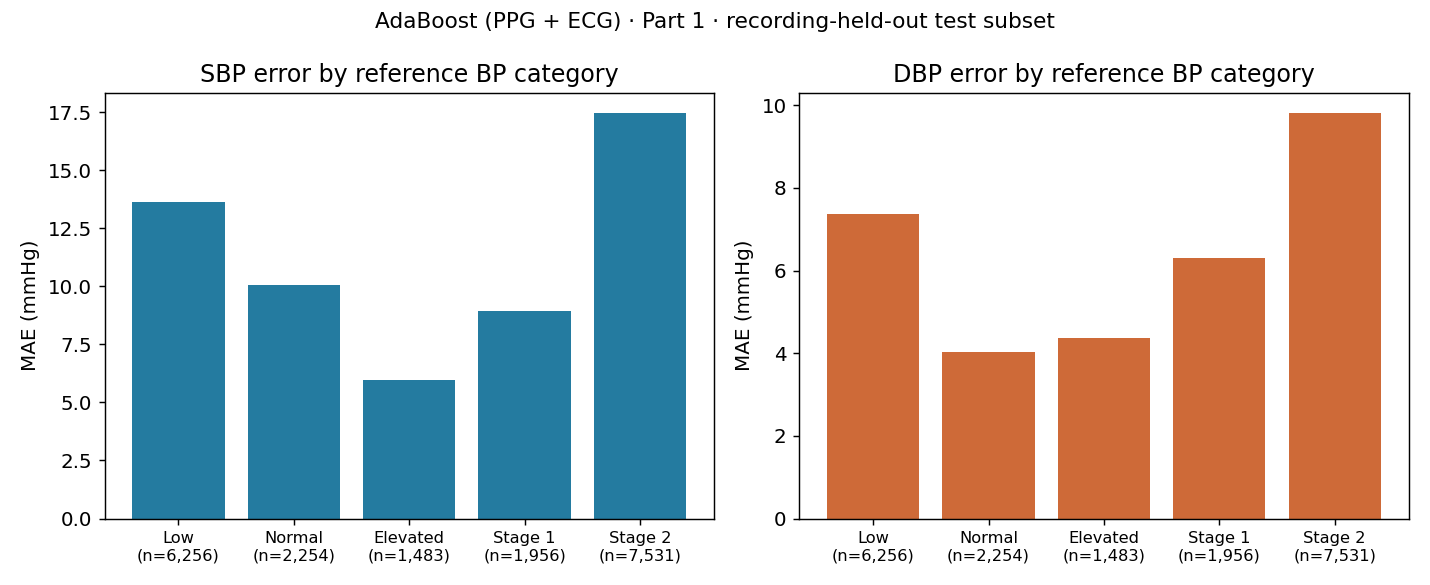 AdaBoost (PPG + ECG) · Part 1 · recording-held-out test subset
SBP error by reference BP category
MAE (mmHg)
17.5
15.0
12.5
10.0
7.5
5.0
2.5
0.0
Low
(n=6,256)
Normal
(n=2,254)
Elevated
(n=1,483)
Stage 1
(n=1,956)
Stage 2
(n=7,531)
DBP error by reference BP category
MAE (mmHg)
10
8
6
4
2
0
Low
(n=6,256)
Normal
(n=2,254)
Elevated
(n=1,483)
Stage 1
(n=1,956)
Stage 2
(n=7,531)